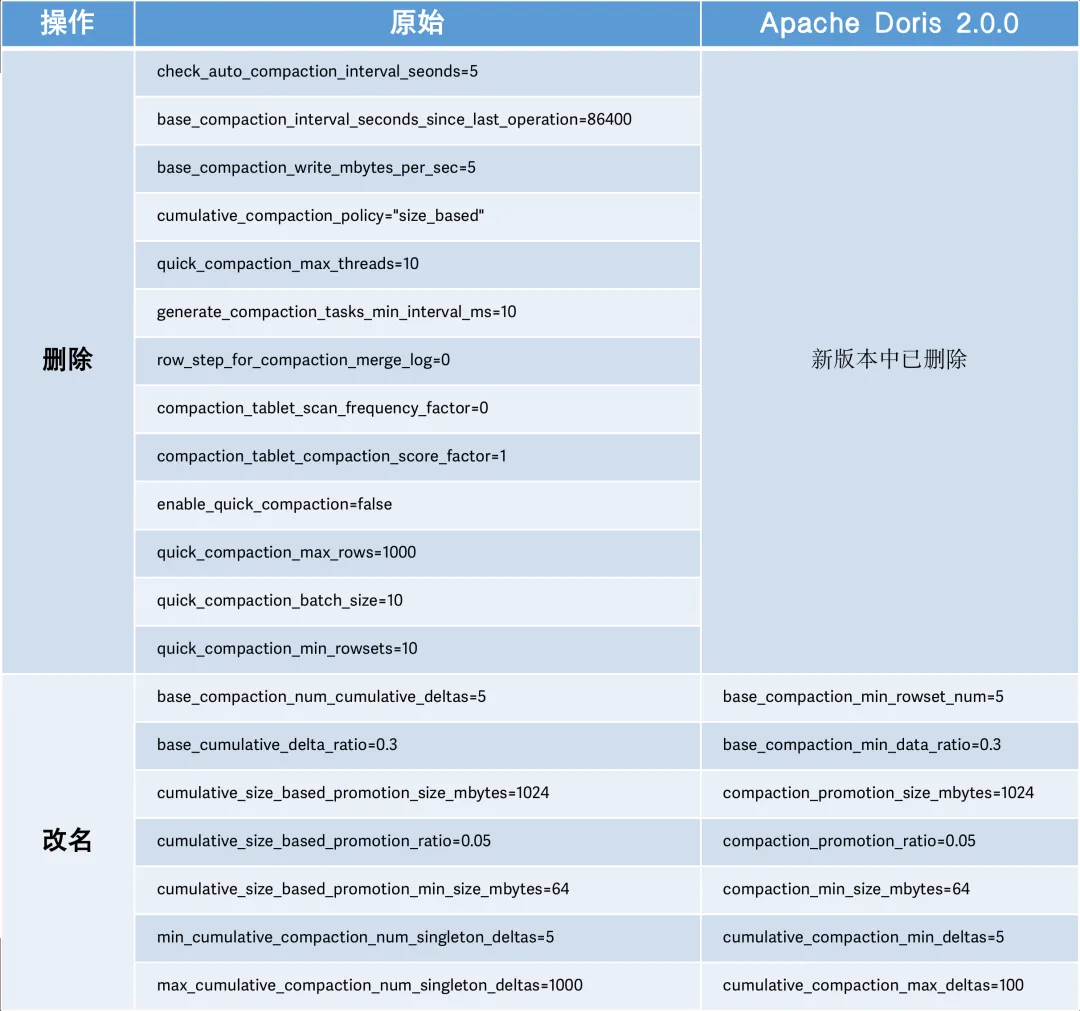 操作 原始 Apache Doris 2.0.0
check_auto_compaction_interval_seonds=5
base_compaction_interval_seconds_since_last_operation=86400
base_compaction_write_mbytes_per_sec=5
cumulative_compaction_policy="size_based"
quick_compaction_max_threads=10
generate_compaction_tasks_min_interval_ms=10
删除 row_step_for_compaction_merge_log=0 新版本中已删除
compaction_tablet_scan_frequency_factor=0
compaction_tablet_compaction_score_factor=1
enable_quick_compaction=false
quick_compaction_max_rows=1000
quick_compaction_batch_size=10
quick_compaction_min_rowsets=10
base_compaction_num_cumulative_deltas=5 base_compaction_min_rowset_num=5
base_cumulative_delta_ratio=0.3 base_compaction_min_data_ratio=0.3
cumulative_size_based_promotion_size_mbytes=1024 compaction_promotion_size_mbytes=1024
改名 cumulative_size_based_promotion_ratio=0.05 compaction_promotion_ratio=0.05
cumulative_size_based_promotion_min_size_mbytes=64 compaction_min_size_mbytes=64
min_cumulative_compaction_num_singleton_deltas=5 cumulative_compaction_min_deltas=5
max_cumulative_compaction_num_singleton_deltas=1000 cumulative_compaction_max_deltas=100